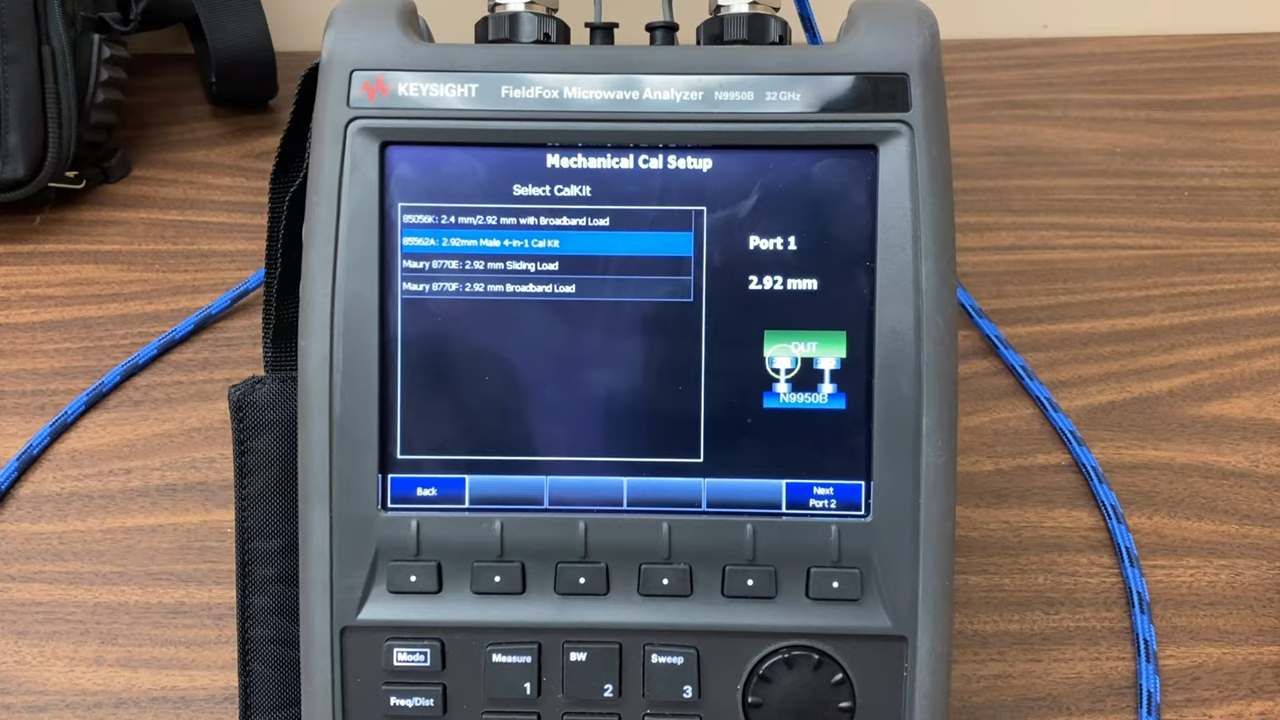 KEYSIGHT FieldFox Microwave Analyzer N9950B 32 GHz
Mechanical Cal Setup
Select CalKit
85056K: 2.4 mm/2.92 mm with Broadband Load
85562A: 2.92mm Male 4-in-1 Cal Kit
Maury 8770E: 2.92 mm Sliding Load
Maury 8770F: 2.92 mm Broadband Load
Port 1
2.92 mm
DUT
N9950B
Back
Next
Port 2
Mode
Measure
1
BW
2
Sweep
3
Freq/Dist